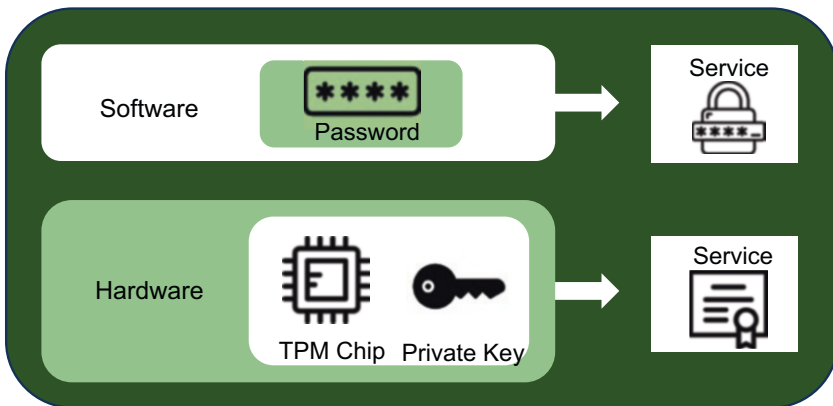 Software
****
Password
Service
****_
Hardware
TPM Chip
Private Key
Service